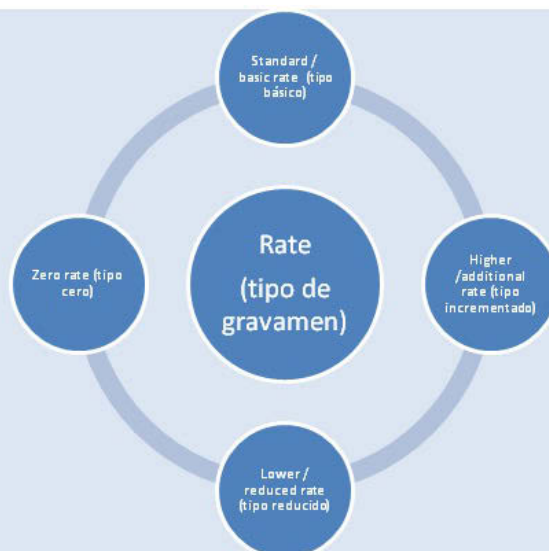 Standard /
basic rate (tipo
básico)
Rate
(tipo de
gravamen)
Zero rate (tipo
cero)
Higher
/additional
rate (tipo
incrementado)
Lower /
reduced rate
(tipo reducido)